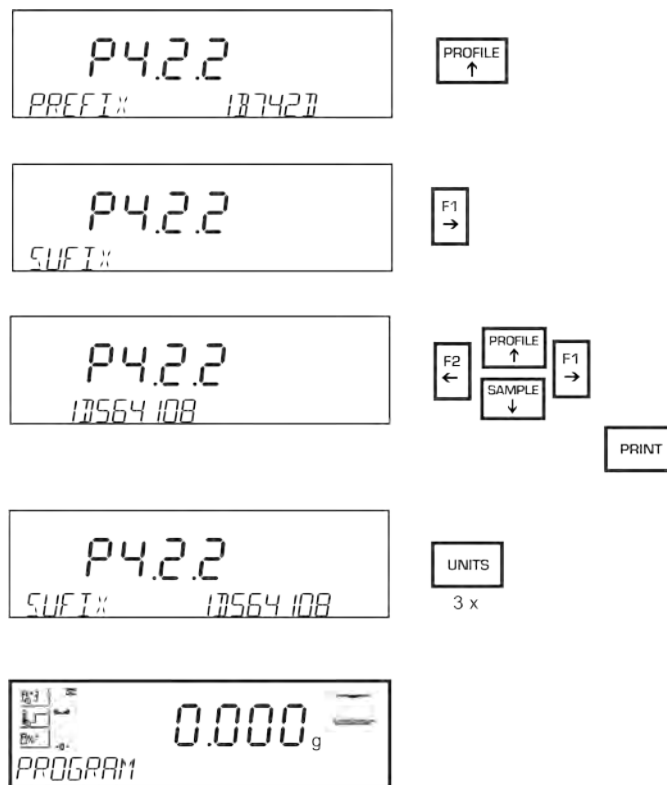 P4.2.2
PREFIX 1B742D
PROFILE
↑
P4.2.2
SUFIX
F1
→
P4.2.2
1D564108
F2
←
PROFILE
↑
SAMPLE
↓
F1
→
PRINT
P4.2.2
SUFIX 1D564108
UNITS
3 x
0.000 g
PROGRAM